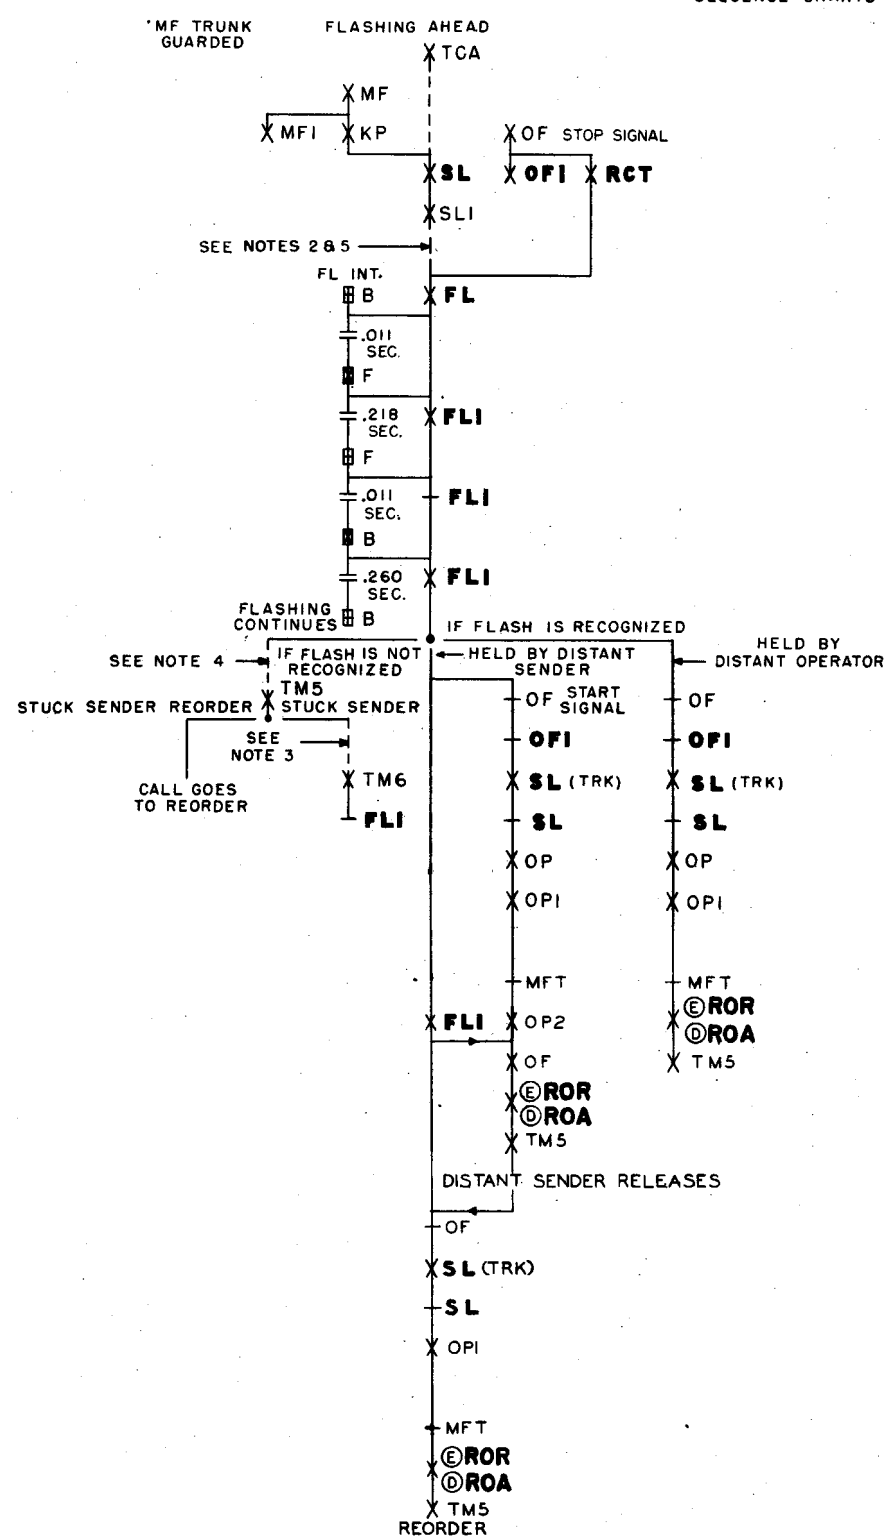 'MF TRUNK
GUARDED
FLASHING AHEAD
TCA
MF
MF1
KP
OF STOP SIGNAL
SL
OF1
RCT
SL1
SEE NOTES 2 & 5
FL INT.
B
FL
.011
SEC.
F
.218
SEC.
FL1
F
.011
SEC.
FL1
B
.260
SEC.
FL1
FLASHING
CONTINUES
B
IF FLASH IS RECOGNIZED
SEE NOTE 4
IF FLASH IS NOT
RECOGNIZED
HELD BY DISTANT
SENDER
HELD BY
DISTANT OPERATOR
TM5
STUCK SENDER REORDER
STUCK SENDER
SEE
NOTE 3
CALL GOES
TO REORDER
TM6
FL1
OF START
SIGNAL
OF1
SL (TRK)
SL
OP
OP1
MFT
FL1
OP2
OF
Ⓔ ROR
Ⓓ ROA
TM5
OF
OF1
SL (TRK)
SL
OP
OP1
MFT
Ⓔ ROR
Ⓓ ROA
TM5
DISTANT SENDER RELEASES
OF
SL (TRK)
SL
OP1
MFT
Ⓔ ROR
Ⓓ ROA
TM5
REORDER